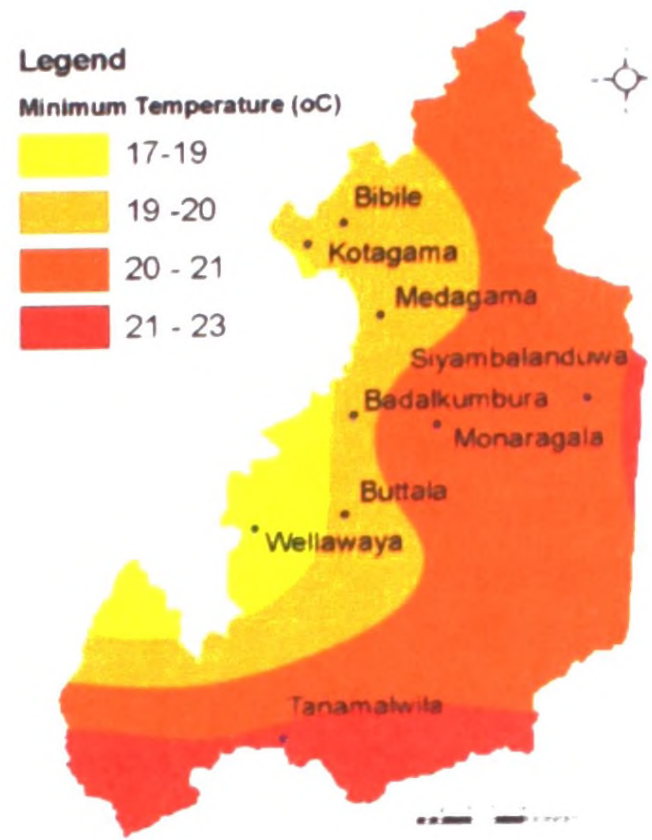 Legend
Minimum Temperature (oC)
17-19
19 -20
20 - 21
21 - 23
Bibile
Kotagama
Medagama
Siyambalanduwa
Badalkumbura
Monaragala
Buttala
Wellawaya
Tanamalwila